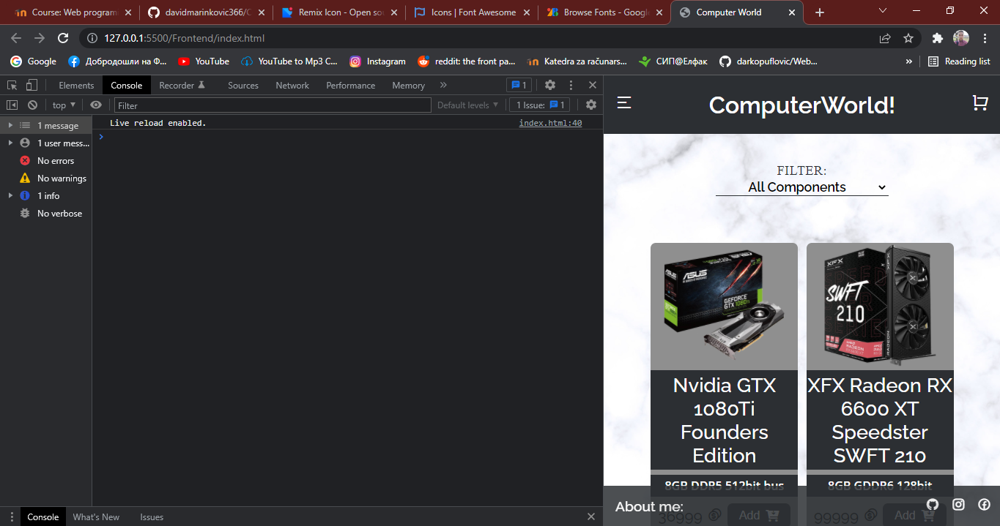 Course: Web program
davidmarinkovic366/C
Remix Icon - Open so
Icons | Font Awesome
Browse Fonts - Google
Computer World
127.0.0.1:5500/Frontend/index.html
Google
Добродошли на Ф...
YouTube
YouTube to Mp3 C...
Instagram
reddit: the front pa...
Katedra za računars...
СИП@Елфак
darkopuflovic/Web...
»
Reading list
Elements
Console
Recorder
Sources
Network
Performance
Memory
»
1
top
Filter
Default levels
1 Issue:
1
1 message
1 user mess...
No errors
No warnings
1 info
No verbose
Live reload enabled.
index.html:40
Console
What's New
Issues
ComputerWorld!
FILTER:
All Components
ASUS
GEFORCE
GTX 1080Ti
Nvidia GTX
1080Ti
Founders
Edition
8GB DDR5 512bit bus
36999
Add
XFX
SWFT
210
RADEON
XFX Radeon RX
6600 XT
Speedster
SWFT 210
8GB GDDR6 128bit
99999
Add
About me: